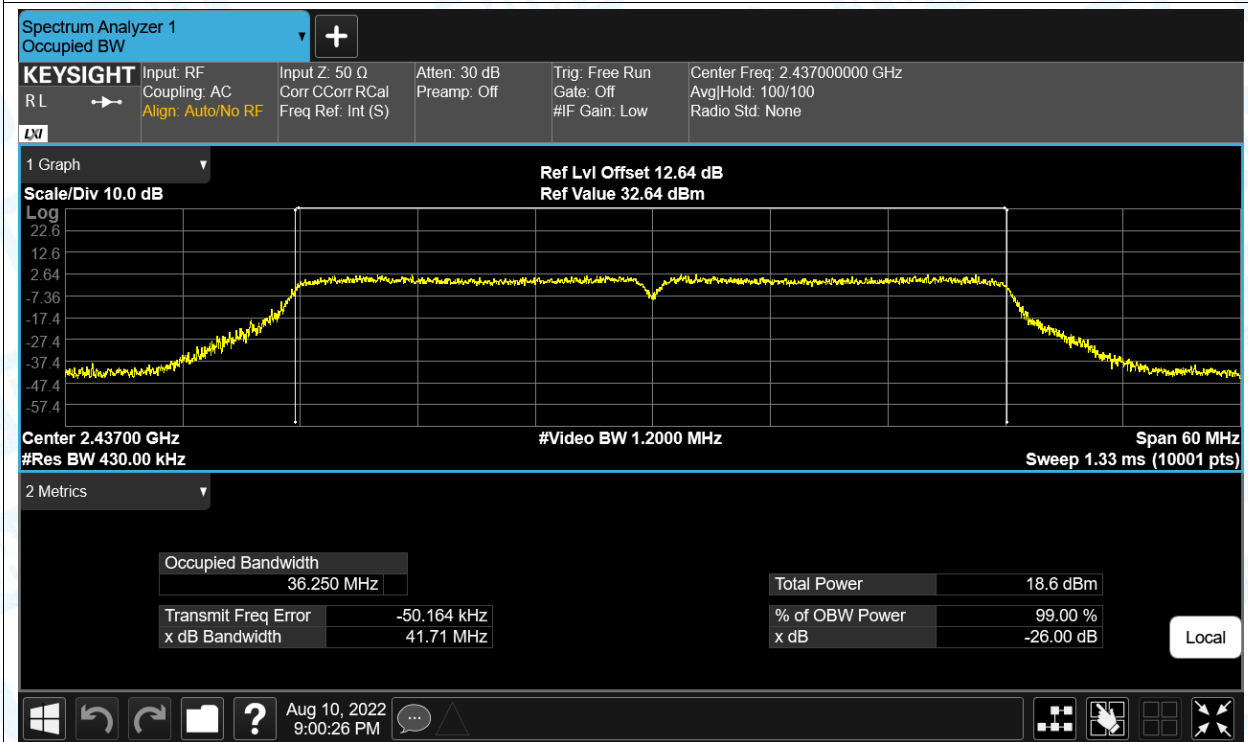 Spectrum Analyzer 1
Occupied BW
▼
+
KEYSIGHT
R L
LXI
Input: RF
Coupling: AC
Align: Auto/No RF
Input Z: 50 Ω
Corr CCorr RCal
Freq Ref: Int (S)
Atten: 30 dB
Preamp: Off
Trig: Free Run
Gate: Off
#IF Gain: Low
Center Freq: 2.437000000 GHz
Avg|Hold: 100/100
Radio Std: None
1 Graph ▼
Scale/Div 10.0 dB
Ref Lvl Offset 12.64 dB
Ref Value 32.64 dBm
Log
22.6
12.6
2.64
-7.36
-17.4
-27.4
-37.4
-47.4
-57.4
Center 2.43700 GHz
#Video BW 1.2000 MHz
Span 60 MHz
#Res BW 430.00 kHz
Sweep 1.33 ms (10001 pts)
2 Metrics ▼
Occupied Bandwidth
36.250 MHz
Transmit Freq Error -50.164 kHz
x dB Bandwidth 41.71 MHz
Total Power 18.6 dBm
% of OBW Power 99.00 %
x dB -26.00 dB
Local
?
Aug 10, 2022
9:00:26 PM